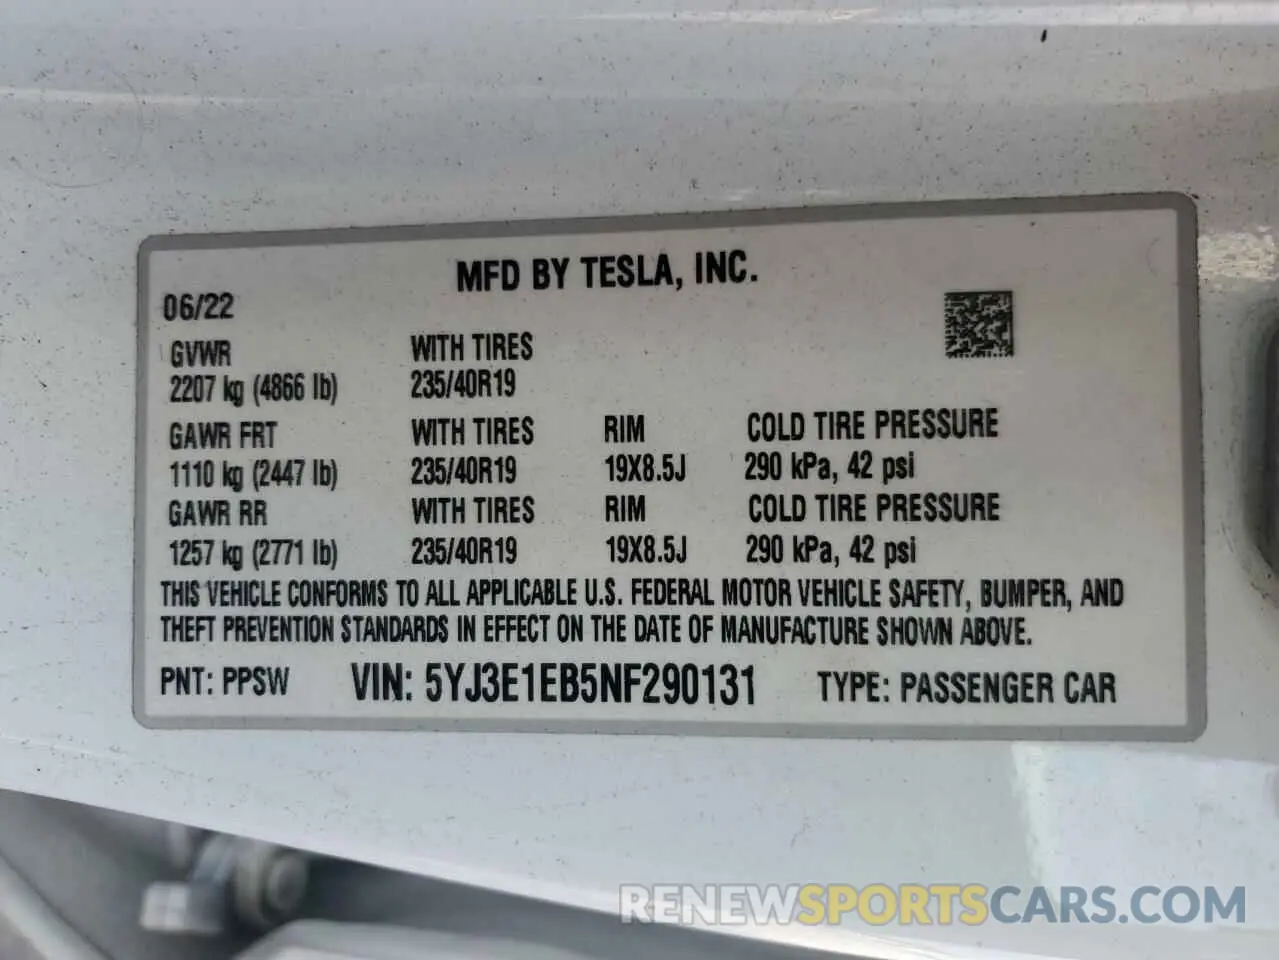 MFD BY TESLA, INC.
06/22
GVWR WITH TIRES
2207 kg (4866 lb) 235/40R19
GAWR FRT WITH TIRES RIM COLD TIRE PRESSURE
1110 kg (2447 lb) 235/40R19 19X8.5J 290 kPa, 42 psi
GAWR RR WITH TIRES RIM COLD TIRE PRESSURE
1257 kg (2771 lb) 235/40R19 19X8.5J 290 kPa, 42 psi
THIS VEHICLE CONFORMS TO ALL APPLICABLE U.S. FEDERAL MOTOR VEHICLE SAFETY, BUMPER, AND
THEFT PREVENTION STANDARDS IN EFFECT ON THE DATE OF MANUFACTURE SHOWN ABOVE.
PNT: PPSW VIN: 5YJ3E1EB5NF290131 TYPE: PASSENGER CAR
RENEWSPORTSCARS.COM